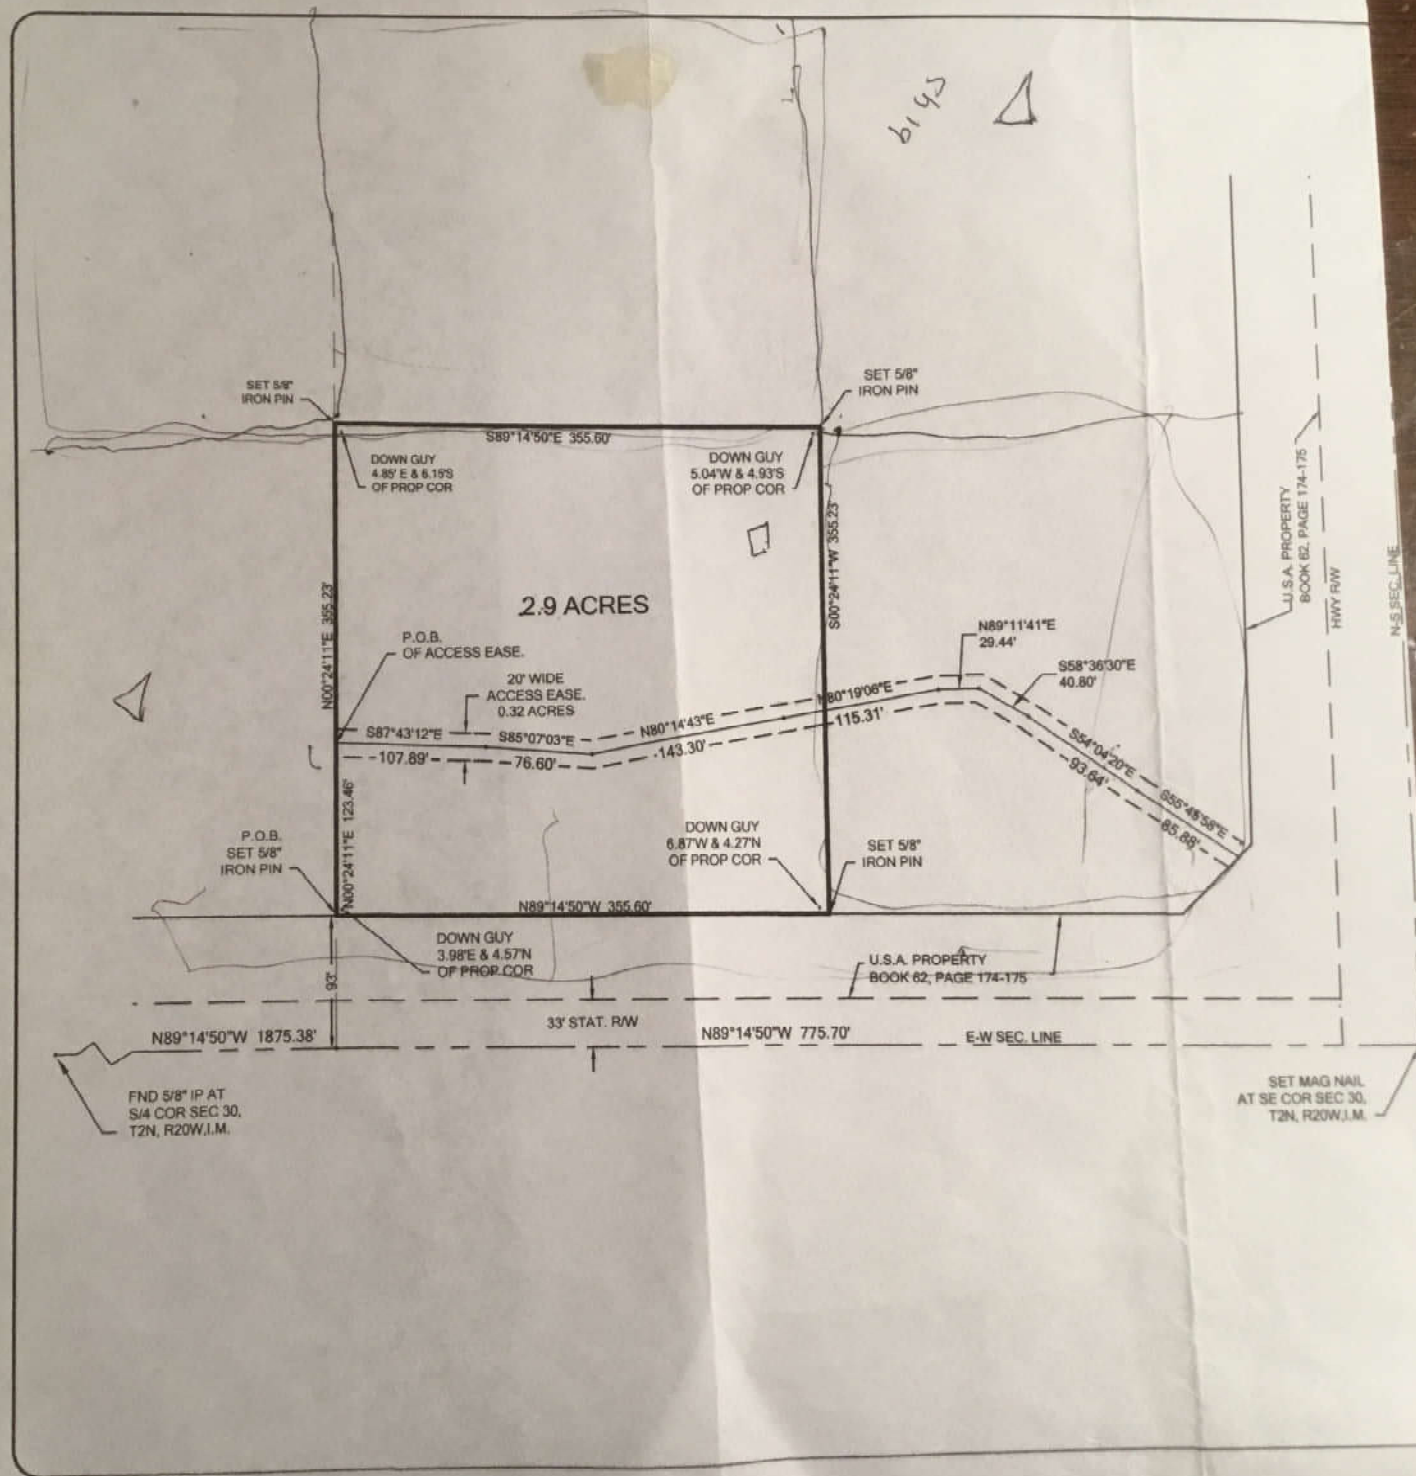 bldg
SET 5/8"
IRON PIN
SET 5/8"
IRON PIN
S89°14'50"E 355.60'
DOWN GUY
4.85' E & 6.15'S
OF PROP COR
DOWN GUY
5.04'W & 4.93'S
OF PROP COR
N00°24'11"E 355.23'
S00°24'11"W 355.23'
2.9 ACRES
P.O.B.
OF ACCESS EASE.
20' WIDE
ACCESS EASE.
0.32 ACRES
S87°43'12"E
107.89'
S85°07'03"E
76.60'
N80°14'43"E
143.30'
N80°19'06"E
115.31'
N89°11'41"E
29.44'
S58°36'30"E
40.80'
S54°04'20"E
93.64'
S55°45'58"E
85.88'
U.S.A. PROPERTY
BOOK 62, PAGE 174-175
HWY R/W
N-S SEC. LINE
N00°24'11"E 123.46'
P.O.B.
SET 5/8"
IRON PIN
DOWN GUY
6.87'W & 4.27'N
OF PROP COR
SET 5/8"
IRON PIN
N89°14'50"W 355.60'
DOWN GUY
3.98'E & 4.57'N
OF PROP COR
93'
U.S.A. PROPERTY
BOOK 62, PAGE 174-175
33' STAT. R/W
N89°14'50"W 1875.38'
N89°14'50"W 775.70'
E-W SEC. LINE
FND 5/8" IP AT
S/4 COR SEC 30,
T2N, R20W,I.M.
SET MAG NAIL
AT SE COR SEC 30,
T2N, R20W,I.M.